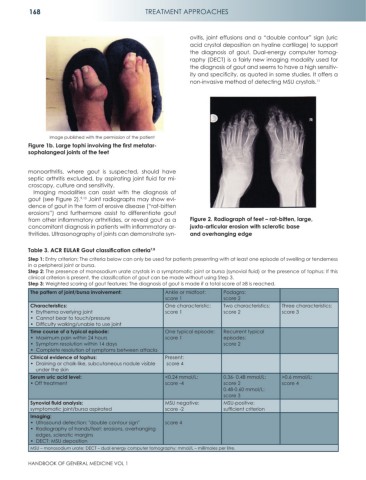 168
TREATMENT APPROACHES
ovitis, joint effusions and a “double contour” sign (uric
acid crystal deposition on hyaline cartilage) to support
the diagnosis of gout. Dual-energy computer tomog-
raphy (DECT) is a fairly new imaging modality used for
the diagnosis of gout and seems to have a high sensitiv-
ity and specificity, as quoted in some studies. It offers a
non-invasive method of detecting MSU crystals.
Image published with the permission of the patient
Figure 1b. Large tophi involving the first metatar-
sophalangeal joints of the feet
monoarthritis, where it is suspected, should have
septic arthritis excluded, by aspirating joint fluid for mi-
croscopy, culture and sensitivity.
Imaging modalities can assist with the diagnosis of
gout (see Figure 2). Joint radiographs may show evi-
dence of gout in the form of erosive disease (“rat-bitten
erosions”) and furthermore assist to differentiate gout
from other inflammatory arthritides, or reveal gout as a
concomitant diagnosis in patients with inflammatory ar-
thritides. Ultrasonography of joints can demonstrate syn-
Figure 2. Radiograph of feet – rat-bitten, large,
juxta-articular erosion with sclerotic base
and overhanging edge
Table 3. ACR EULAR Gout classification criteria
Step 1: Entry criterion: The criteria below can only be used for patients presenting with at least one episode of swelling or tenderness
in a peripheral joint or bursa.
Step 2: The presence of monosodium urate crystals in a symptomatic joint or bursa (synovial fluid) or the presence of tophus: If this
clinical criterion is present, the classification of gout can be made without using Step 3.
Step 3: Weighted scoring of gout features: The diagnosis of gout is made if a total score of ≥8 is reached.
The pattern of joint/bursa involvement: Ankle or midfoot: Podagra:
score 1 score 2
Characteristics: One characteristic: Two characteristics: Three characteristics:
• Erythema overlying joint score 1 score 2 score 3
• Cannot bear to touch/pressure
• Difficulty walking/unable to use joint
Time course of a typical episode: One typical episode: Recurrent typical
• Maximum pain within 24 hours score 1 episodes:
• Symptom resolution within 14 days score 2
• Complete resolution of symptoms between attacks
Clinical evidence of tophus: Present:
• Draining or chalk-like, subcutaneous nodule visible score 4
under the skin
Serum uric acid level: <0.24 mmol/L: 0.36- 0.48 mmol/L: >0.6 mmol/L:
• Off treatment score -4 score 2 score 4
0.48-0.60 mmol/L:
score 3
Synovial fluid analysis: MSU negative: MSU-positive:
symptomatic joint/bursa aspirated score -2 sufficient criterion
Imaging:
• Ultrasound detection “double contour sign” score 4
• Radiography of hands/feet: erosions, overhanging
edges, sclerotic margins
• DECT: MSU deposition
MSU – monosodium urate; DECT – dual-energy computer tomography; mmol/L – millimoles per litre.
HANDBOOK OF GENERAL MEDICINE VOL 1